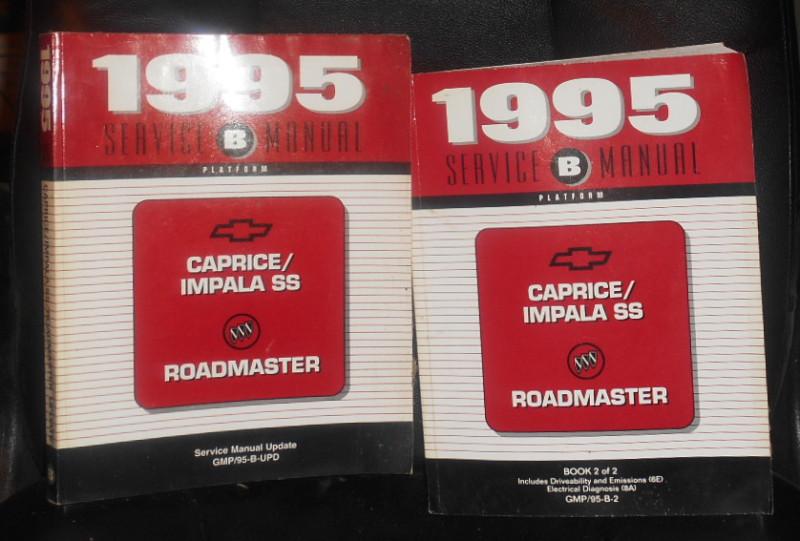 1995
1995
SERVICE B MANUAL
PLATFORM
CAPRICE/
IMPALA SS
ROADMASTER
Service Manual Update
GMP/95-B-UPD
1995
SERVICE B MANUAL
PLATFORM
CAPRICE/
IMPALA SS
ROADMASTER
BOOK 2 of 2
Includes Driveability and Emissions (6E)
Electrical Diagnosis (8A)
GMP/95-B-2